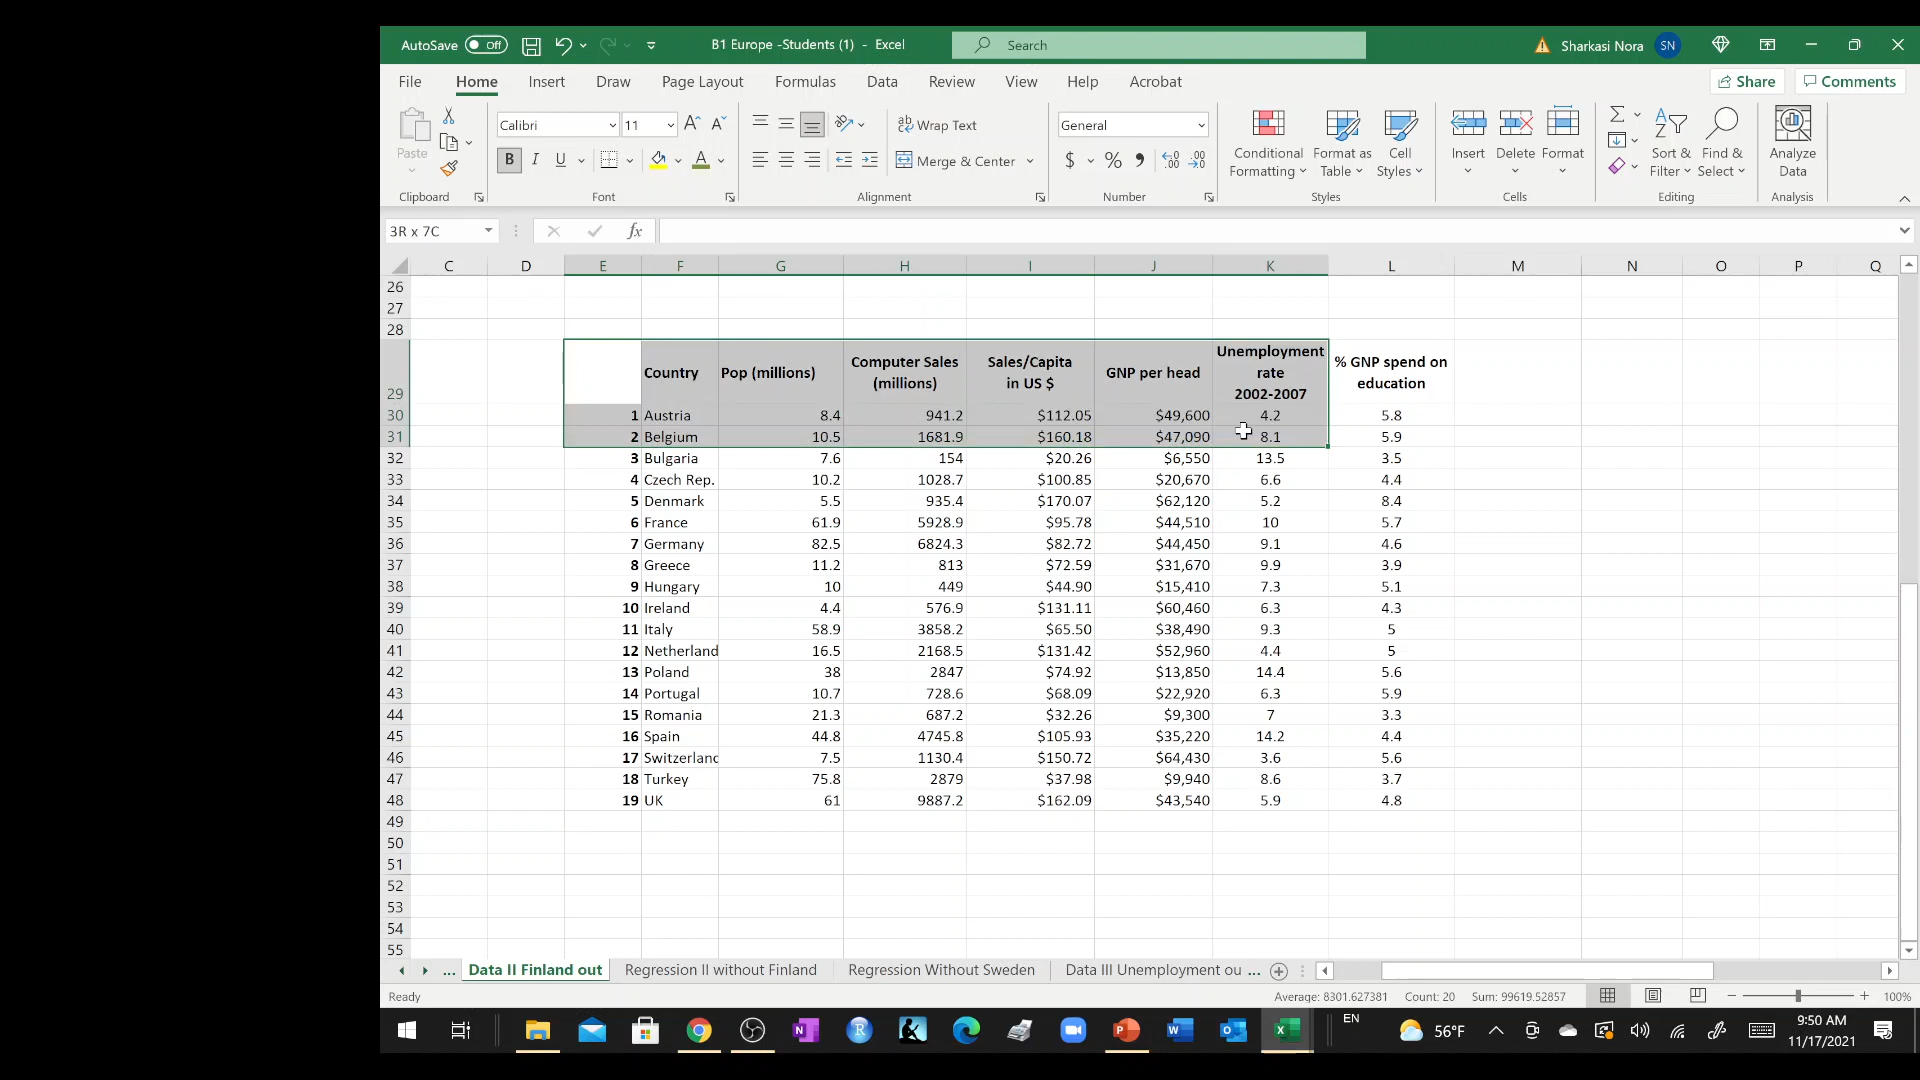 AutoSave Off B1 Europe -Students (1) - Excel Search Sharkasi Nora SN
File Home Insert Draw Page Layout Formulas Data Review View Help Acrobat Share Comments
Calibri 11 Wrap Text General
Paste B I U Merge & Center $ % Conditional Formatting Format as Table Cell Styles Insert Delete Format Sort & Filter Find & Select Analyze Data
Clipboard Font Alignment Number Styles Cells Editing Analysis
3R x 7C fx
C D E F G H I J K L M N O P Q
26
27
28
29 Country Pop (millions) Computer Sales (millions) Sales/Capita in US $ GNP per head Unemployment rate 2002-2007 % GNP spend on education
30 1 Austria 8.4 941.2 $112.05 $49,600 4.2 5.8
31 2 Belgium 10.5 1681.9 $160.18 $47,090 8.1 5.9
32 3 Bulgaria 7.6 154 $20.26 $6,550 13.5 3.5
33 4 Czech Rep. 10.2 1028.7 $100.85 $20,670 6.6 4.4
34 5 Denmark 5.5 935.4 $170.07 $62,120 5.2 8.4
35 6 France 61.9 5928.9 $95.78 $44,510 10 5.7
36 7 Germany 82.5 6824.3 $82.72 $44,450 9.1 4.6
37 8 Greece 11.2 813 $72.59 $31,670 9.9 3.9
38 9 Hungary 10 449 $44.90 $15,410 7.3 5.1
39 10 Ireland 4.4 576.9 $131.11 $60,460 6.3 4.3
40 11 Italy 58.9 3858.2 $65.50 $38,490 9.3 5
41 12 Netherland 16.5 2168.5 $131.42 $52,960 4.4 5
42 13 Poland 38 2847 $74.92 $13,850 14.4 5.6
43 14 Portugal 10.7 728.6 $68.09 $22,920 6.3 5.9
44 15 Romania 21.3 687.2 $32.26 $9,300 7 3.3
45 16 Spain 44.8 4745.8 $105.93 $35,220 14.2 4.4
46 17 Switzerland 7.5 1130.4 $150.72 $64,430 3.6 5.6
47 18 Turkey 75.8 2879 $37.98 $9,940 8.6 3.7
48 19 UK 61 9887.2 $162.09 $43,540 5.9 4.8
49
50
51
52
53
54
55
... Data II Finland out Regression II without Finland Regression Without Sweden Data III Unemployment ou ...
Ready Average: 8301.627381 Count: 20 Sum: 99619.52857 100%
EN 56°F 9:50 AM
11/17/2021